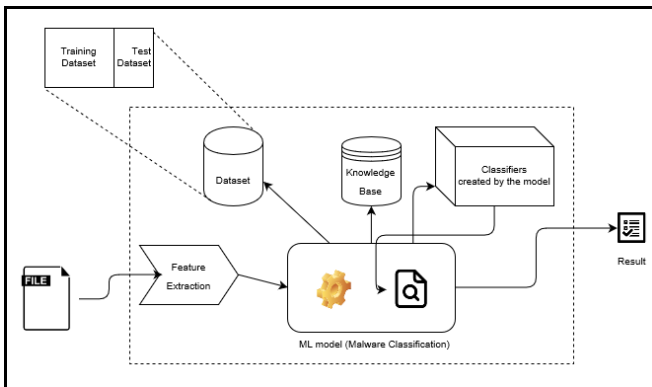 Training
Dataset
Test
Dataset
Dataset
Knowledge
Base
Classifiers
created by the model
FILE
Feature
Extraction
Result
ML model (Malware Classification)